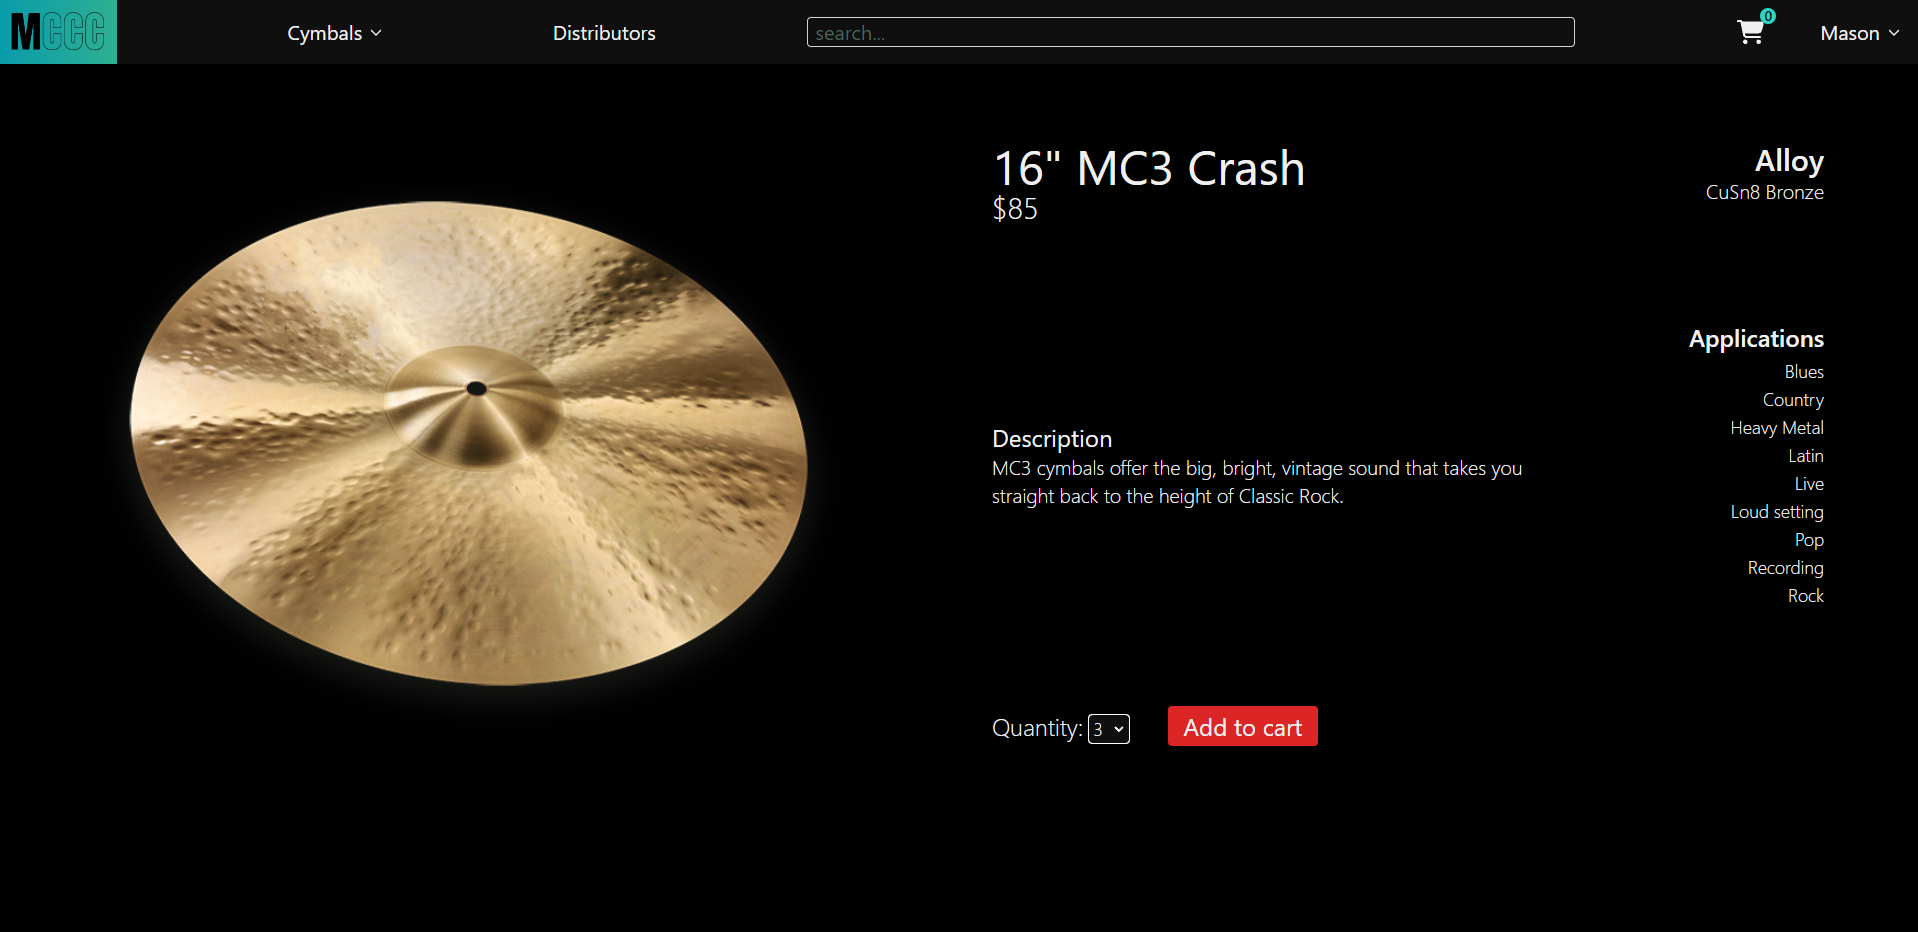 MCCC
Cymbals
Distributors
search...
0
Mason
16" MC3 Crash
$85
Alloy
CuSn8 Bronze
Applications
Blues
Country
Heavy Metal
Latin
Live
Loud setting
Pop
Recording
Rock
Description
MC3 cymbals offer the big, bright, vintage sound that takes you
straight back to the height of Classic Rock.
Quantity: 3
Add to cart